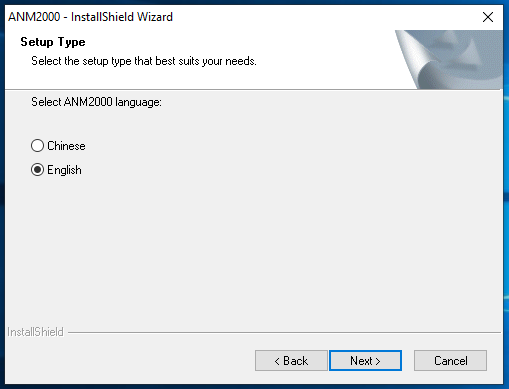 ANM2000 - InstallShield Wizard
Setup Type
Select the setup type that best suits your needs.
Select ANM2000 language:
Chinese
English
InstallShield
< Back
Next >
Cancel